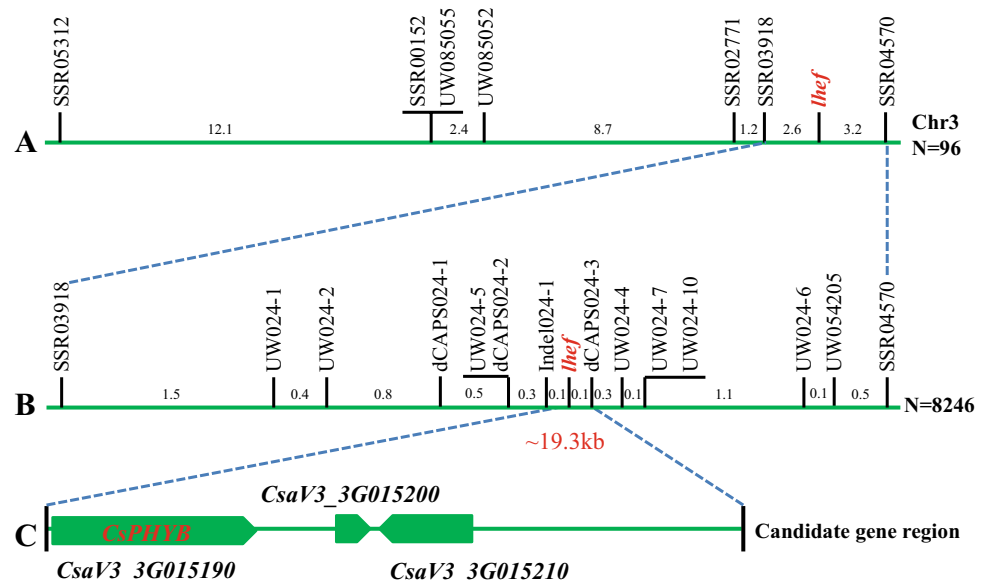 SSR05312
SSR00152
UW085055
UW085052
SSR02771
SSR03918
lhef
SSR04570
12.1
2.4
8.7
1.2
2.6
3.2
Chr3
A
N=96
SSR03918
UW024-1
UW024-2
dCAPS024-1
UW024-5
dCAPS024-2
Indel024-1
lhef
dCAPS024-3
UW024-4
UW024-7
UW024-10
UW024-6
UW054205
SSR04570
1.5
0.4
0.8
0.5
0.3
0.1
0.1
0.3
0.1
1.1
0.1
0.5
B
N=8246
~19.3kb
CsaV3_3G015200
C
CsPHYB
Candidate gene region
CsaV3 3G015190
CsaV3 3G015210